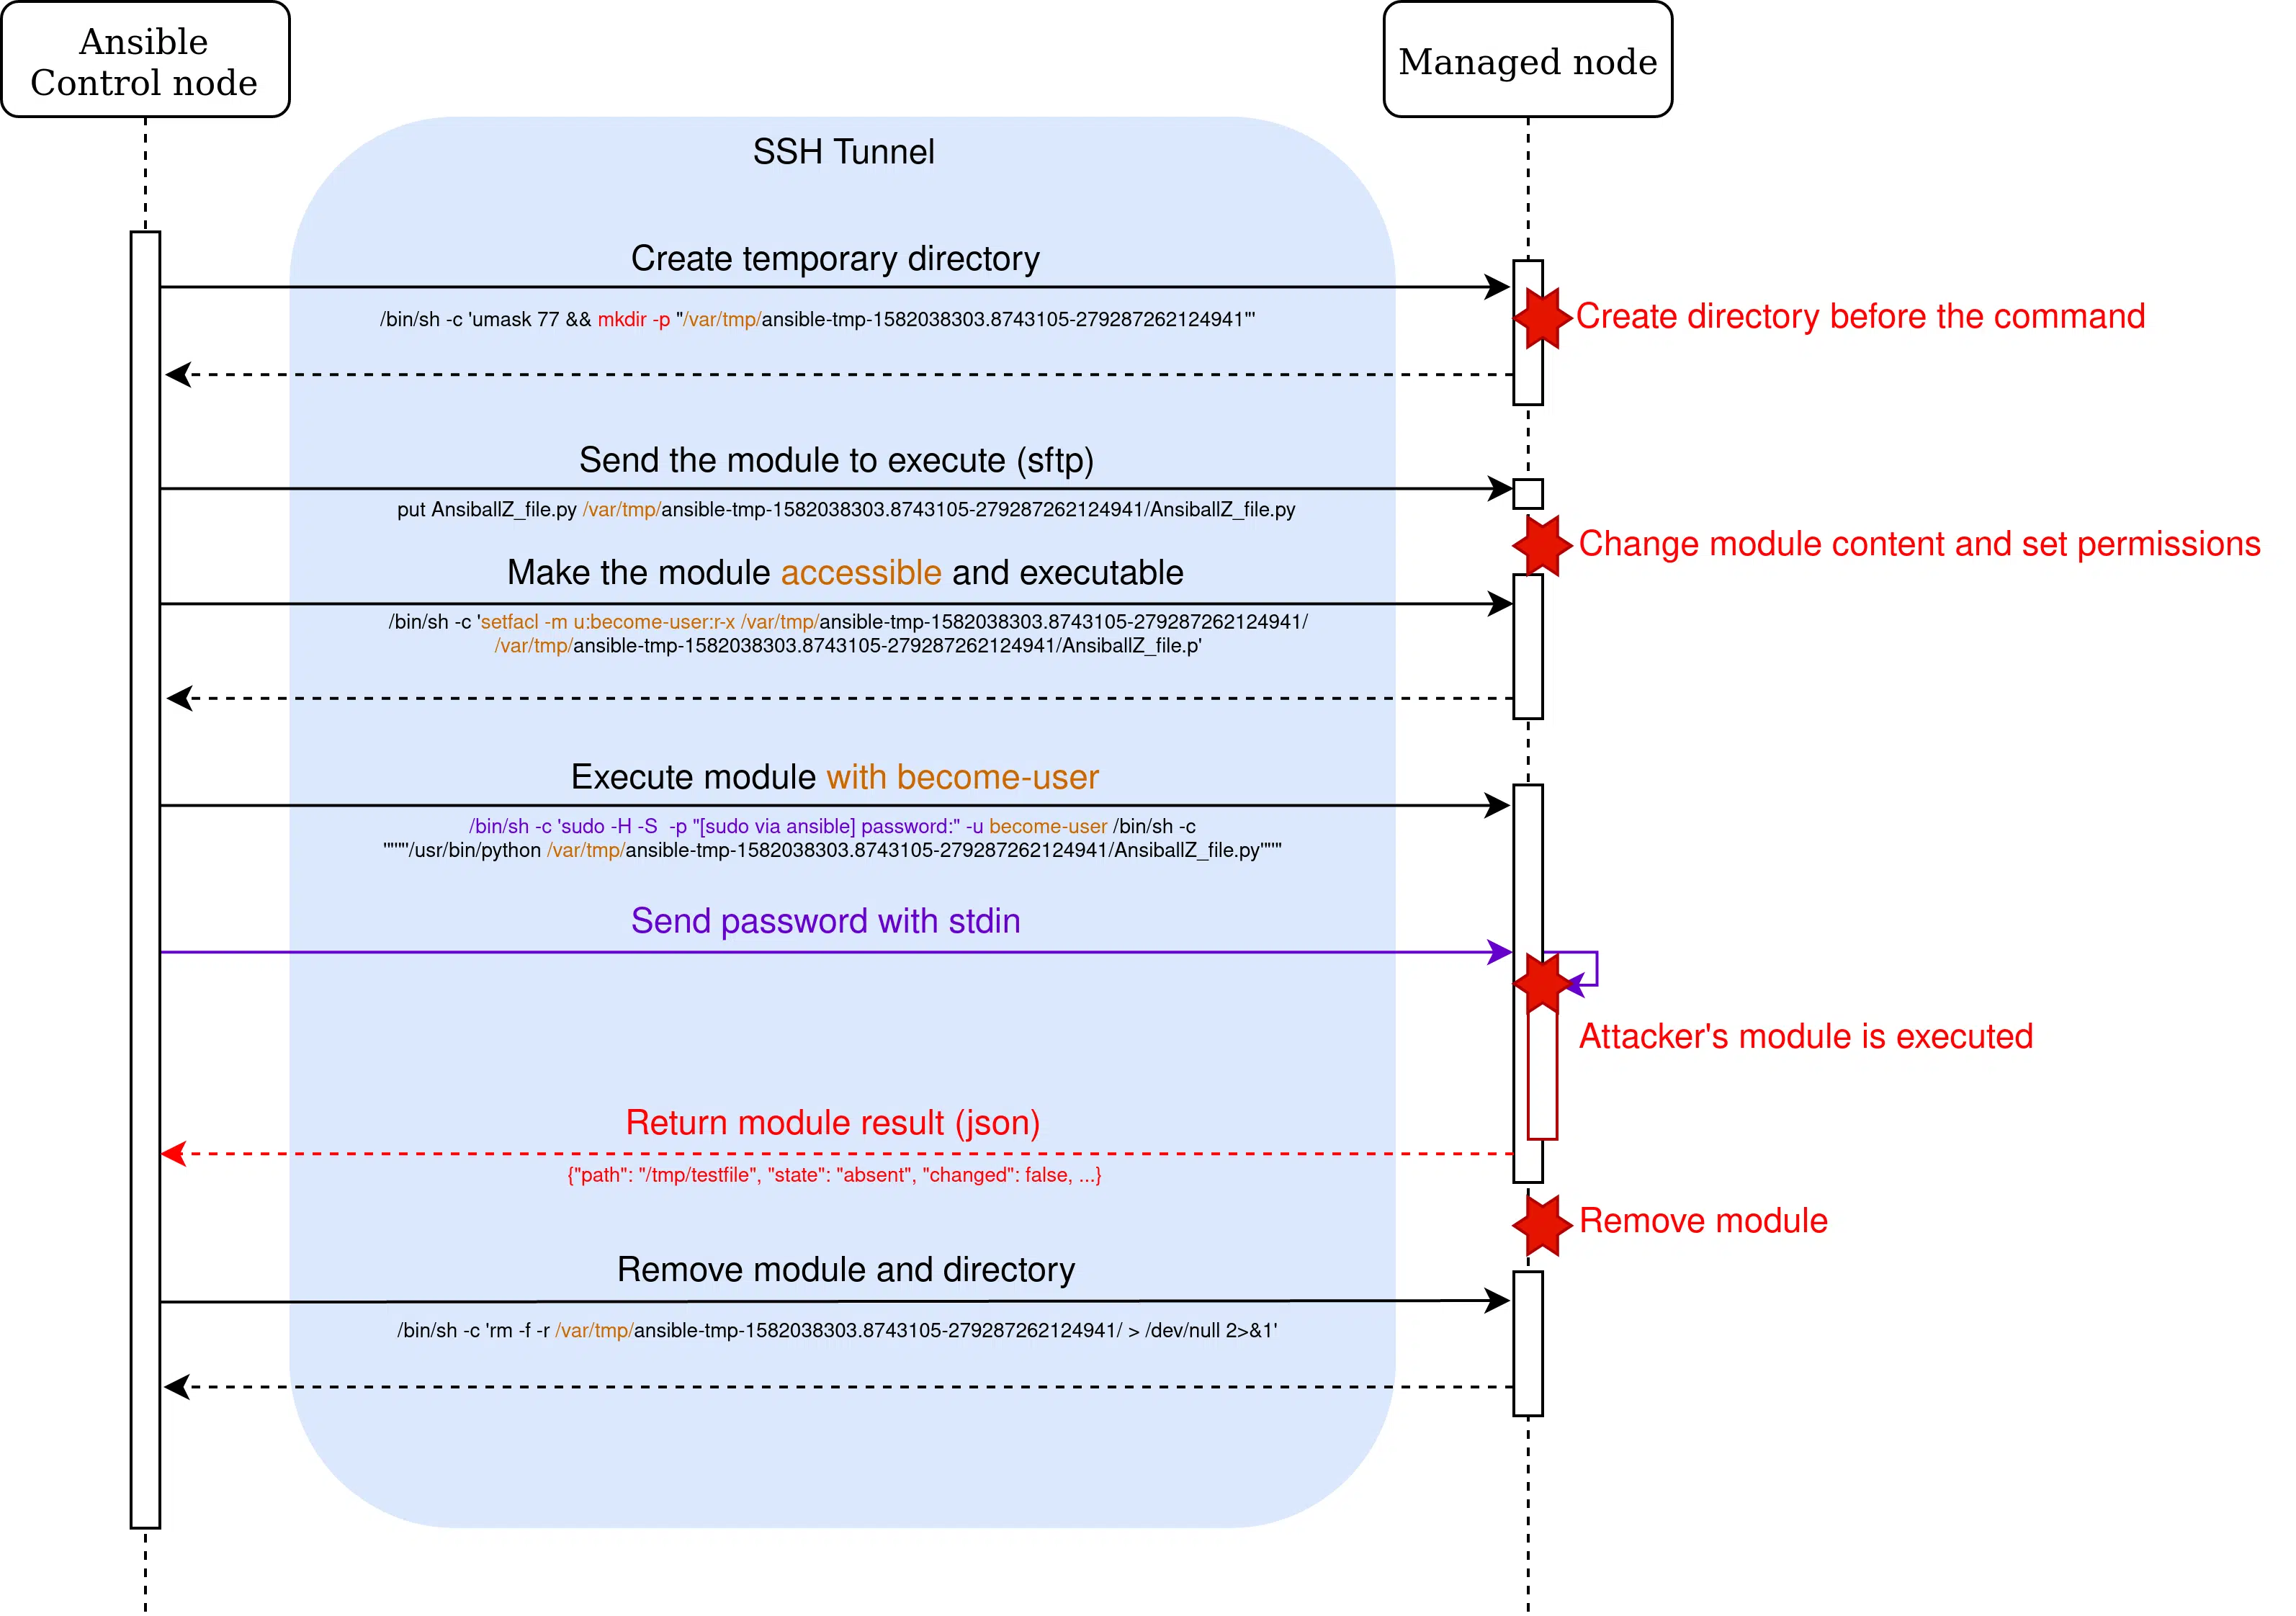 Ansible
Control node
Managed node
SSH Tunnel
Create temporary directory
/bin/sh -c 'umask 77 && mkdir -p "/var/tmp/ansible-tmp-1582038303.8743105-279287262124941"'
Create directory before the command
Send the module to execute (sftp)
put AnsiballZ_file.py /var/tmp/ansible-tmp-1582038303.8743105-279287262124941/AnsiballZ_file.py
Change module content and set permissions
Make the module accessible and executable
/bin/sh -c 'setfacl -m u:become-user:r-x /var/tmp/ansible-tmp-1582038303.8743105-279287262124941/
/var/tmp/ansible-tmp-1582038303.8743105-279287262124941/AnsiballZ_file.p'
Execute module with become-user
/bin/sh -c 'sudo -H -S  -p "[sudo via ansible] password:" -u become-user /bin/sh -c
'"'"'"'/usr/bin/python /var/tmp/ansible-tmp-1582038303.8743105-279287262124941/AnsiballZ_file.py'"'"'
Send password with stdin
Attacker's module is executed
Return module result (json)
{"path": "/tmp/testfile", "state": "absent", "changed": false, ...}
Remove module
Remove module and directory
/bin/sh -c 'rm -f -r /var/tmp/ansible-tmp-1582038303.8743105-279287262124941/ > /dev/null 2>&1'